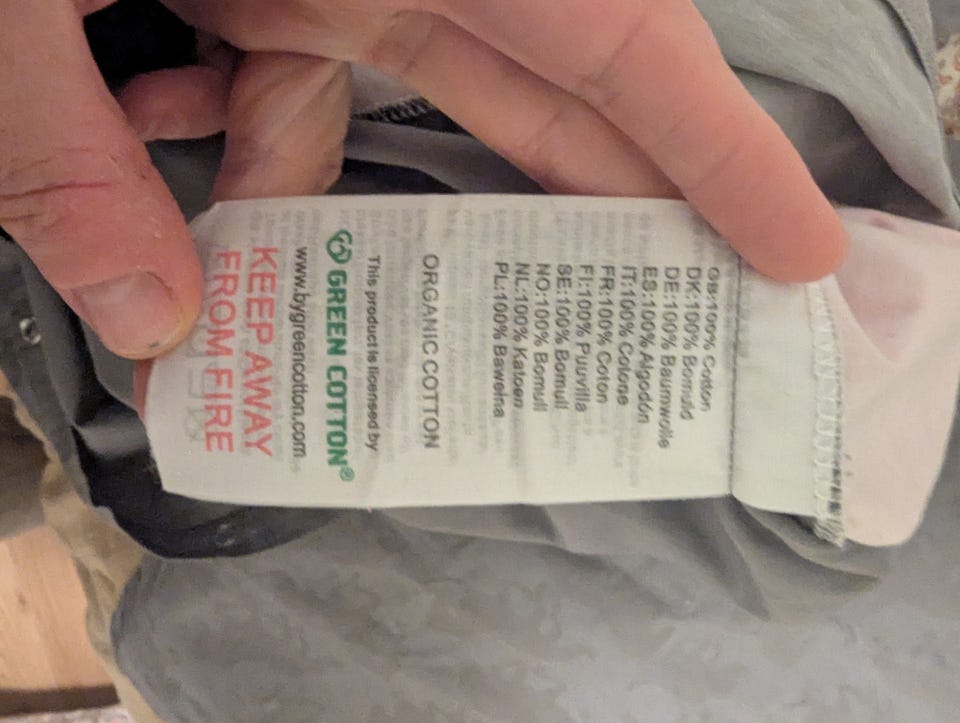 GB:100% Cotton
DK:100% Bomuld
DE:100% Baumwolle
ES:100% Algodón
IT:100% Cotone
FR:100% Coton
FI:100% Puuvilla
SE:100% Bomull
NO:100% Bomull
NL:100% Katoen
PL:100% Bawełna
ORGANIC COTTON
This product is licensed by
GREEN COTTON®
www.bygreencotton.com
KEEP AWAY
FROM FIRE